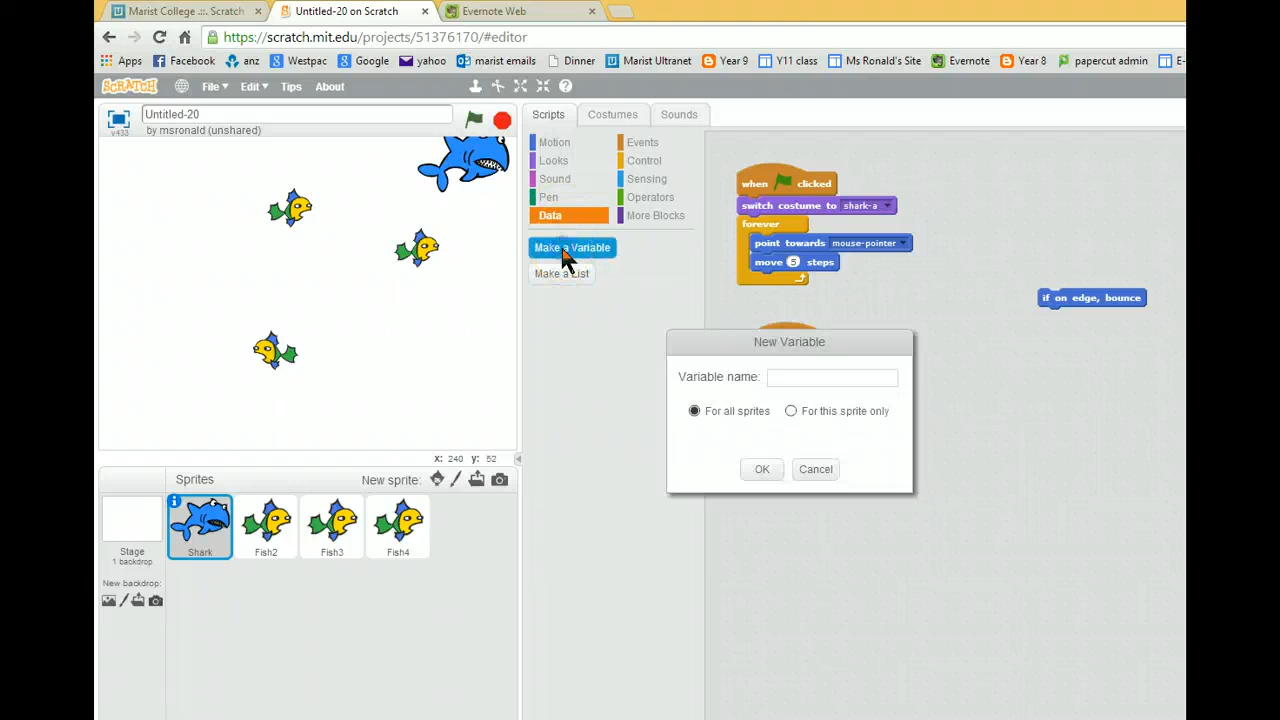 Marist College .::. Scratch
Untitled-20 on Scratch
Evernote Web
https://scratch.mit.edu/projects/51376170/#editor
Apps Facebook anz Westpac Google yahoo marist emails Dinner Marist Ultranet Year 9 Y11 class Ms Ronald's Site Evernote Year 8 papercut admin E-
SCRATCH File Edit Tips About
Untitled-20
by msronald (unshared)
v433
Scripts Costumes Sounds
Motion Events
Looks Control
Sound Sensing
Pen Operators
Data More Blocks
Make a Variable
Make a List
when clicked
switch costume to shark-a
forever
point towards mouse-pointer
move 5 steps
if on edge, bounce
New Variable
Variable name:
For all sprites For this sprite only
OK Cancel
x: 240 y: 52
Sprites New sprite:
Stage
1 backdrop
New backdrop:
Shark Fish2 Fish3 Fish4